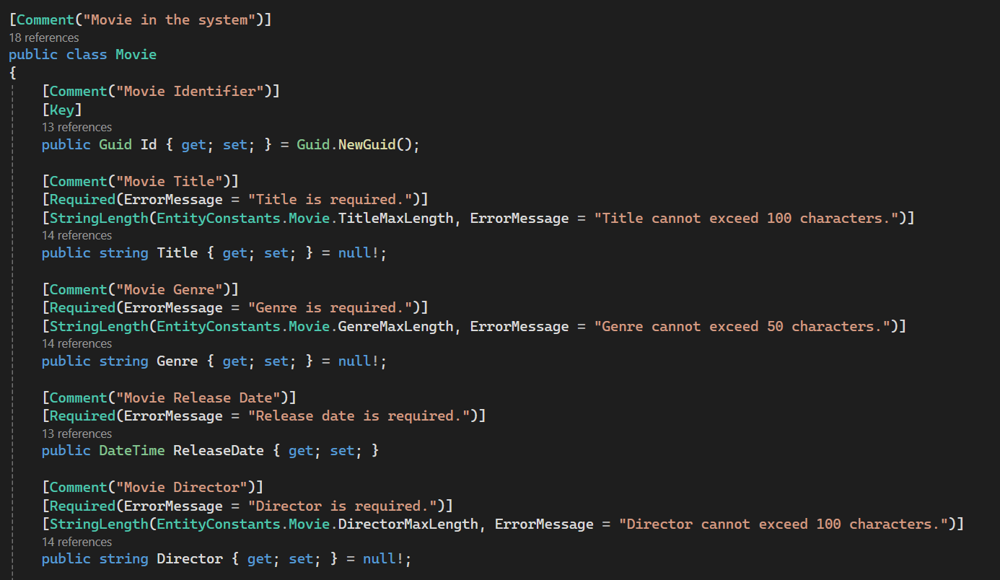 [Comment("Movie in the system")]
18 references
public class Movie
{
[Comment("Movie Identifier")]
[Key]
13 references
public Guid Id { get; set; } = Guid.NewGuid();
[Comment("Movie Title")]
[Required(ErrorMessage = "Title is required.")]
[StringLength(EntityConstants.Movie.TitleMaxLength, ErrorMessage = "Title cannot exceed 100 characters.")]
14 references
public string Title { get; set; } = null!;
[Comment("Movie Genre")]
[Required(ErrorMessage = "Genre is required.")]
[StringLength(EntityConstants.Movie.GenreMaxLength, ErrorMessage = "Genre cannot exceed 50 characters.")]
14 references
public string Genre { get; set; } = null!;
[Comment("Movie Release Date")]
[Required(ErrorMessage = "Release date is required.")]
13 references
public DateTime ReleaseDate { get; set; }
[Comment("Movie Director")]
[Required(ErrorMessage = "Director is required.")]
[StringLength(EntityConstants.Movie.DirectorMaxLength, ErrorMessage = "Director cannot exceed 100 characters.")]
14 references
public string Director { get; set; } = null!;